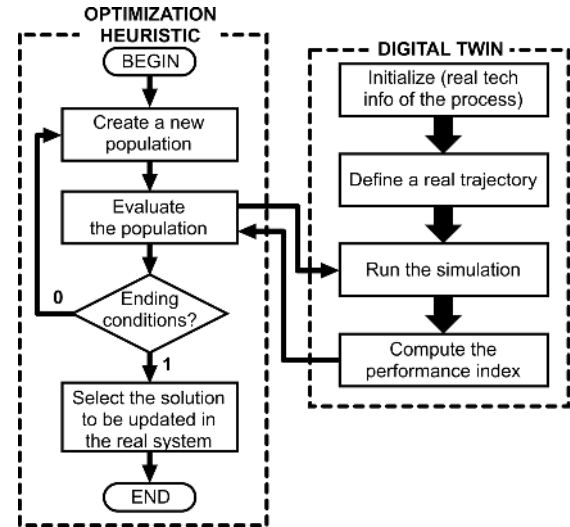 OPTIMIZATION
HEURISTIC
BEGIN
Create a new
population
Evaluate
the population
Ending
conditions?
0
1
Select the solution
to be updated in
the real system
END
DIGITAL TWIN
Initialize (real tech
info of the process)
Define a real trajectory
Run the simulation
Compute the
performance index